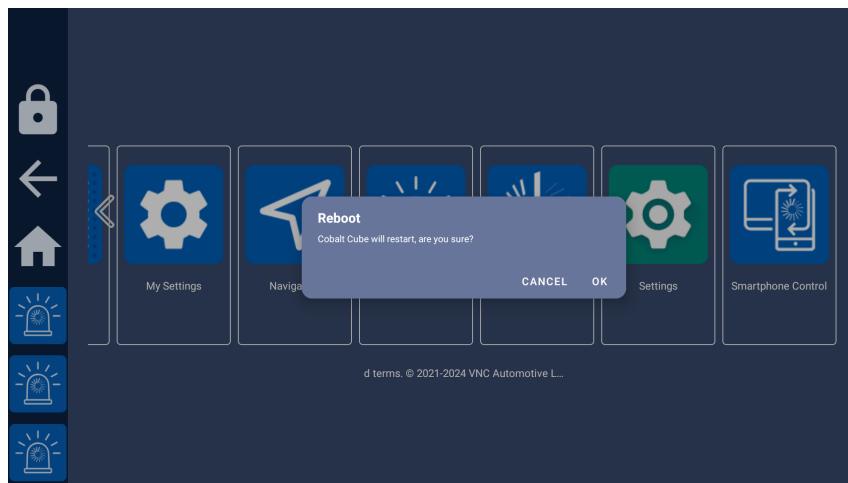 Reboot
Cobalt Cube will restart, are you sure?
CANCEL OK
My Settings
Naviga
Settings
Smartphone Control
d terms. © 2021-2024 VNC Automotive L...